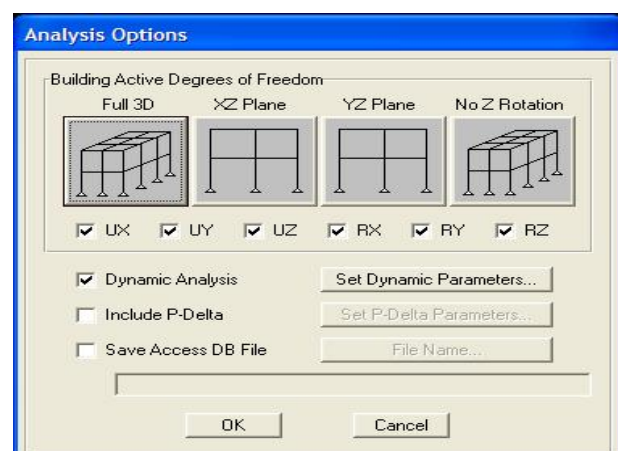 Analysis Options
Building Active Degrees of Freedom
Full 3D XZ Plane YZ Plane No Z Rotation
UX UY UZ RX RY RZ
Dynamic Analysis Set Dynamic Parameters...
Include P-Delta Set P-Delta Parameters...
Save Access DB File File Name...
OK Cancel